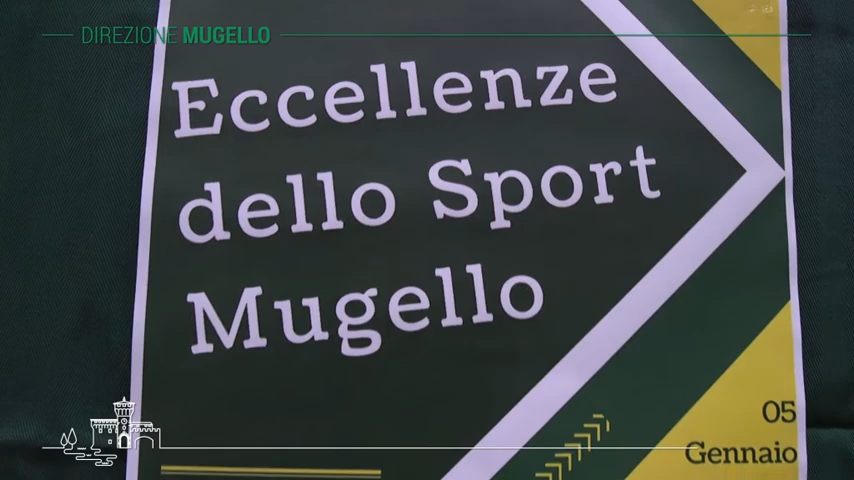 DIREZIONE MUGELLO
Eccellenze
dello Sport
Mugello
05
Gennaio